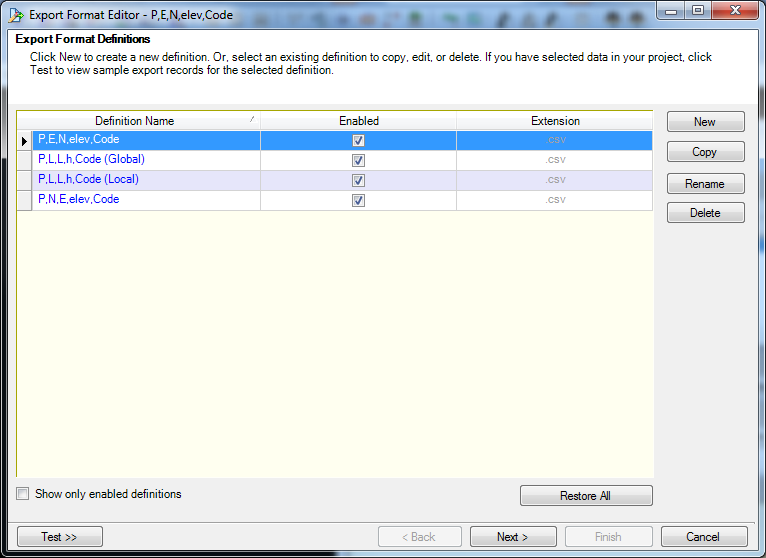 Export Format Editor - P,E,N,elev,Code
Export Format Definitions
Click New to create a new definition. Or, select an existing definition to copy, edit, or delete. If you have selected data in your project, click
Test to view sample export records for the selected definition.
Definition Name Enabled Extension
P,E,N,elev,Code .csv
P,L,L,h,Code (Global) .csv
P,L,L,h,Code (Local) .csv
P,N,E,elev,Code .csv
New
Copy
Rename
Delete
Show only enabled definitions
Restore All
Test >> < Back Next > Finish Cancel